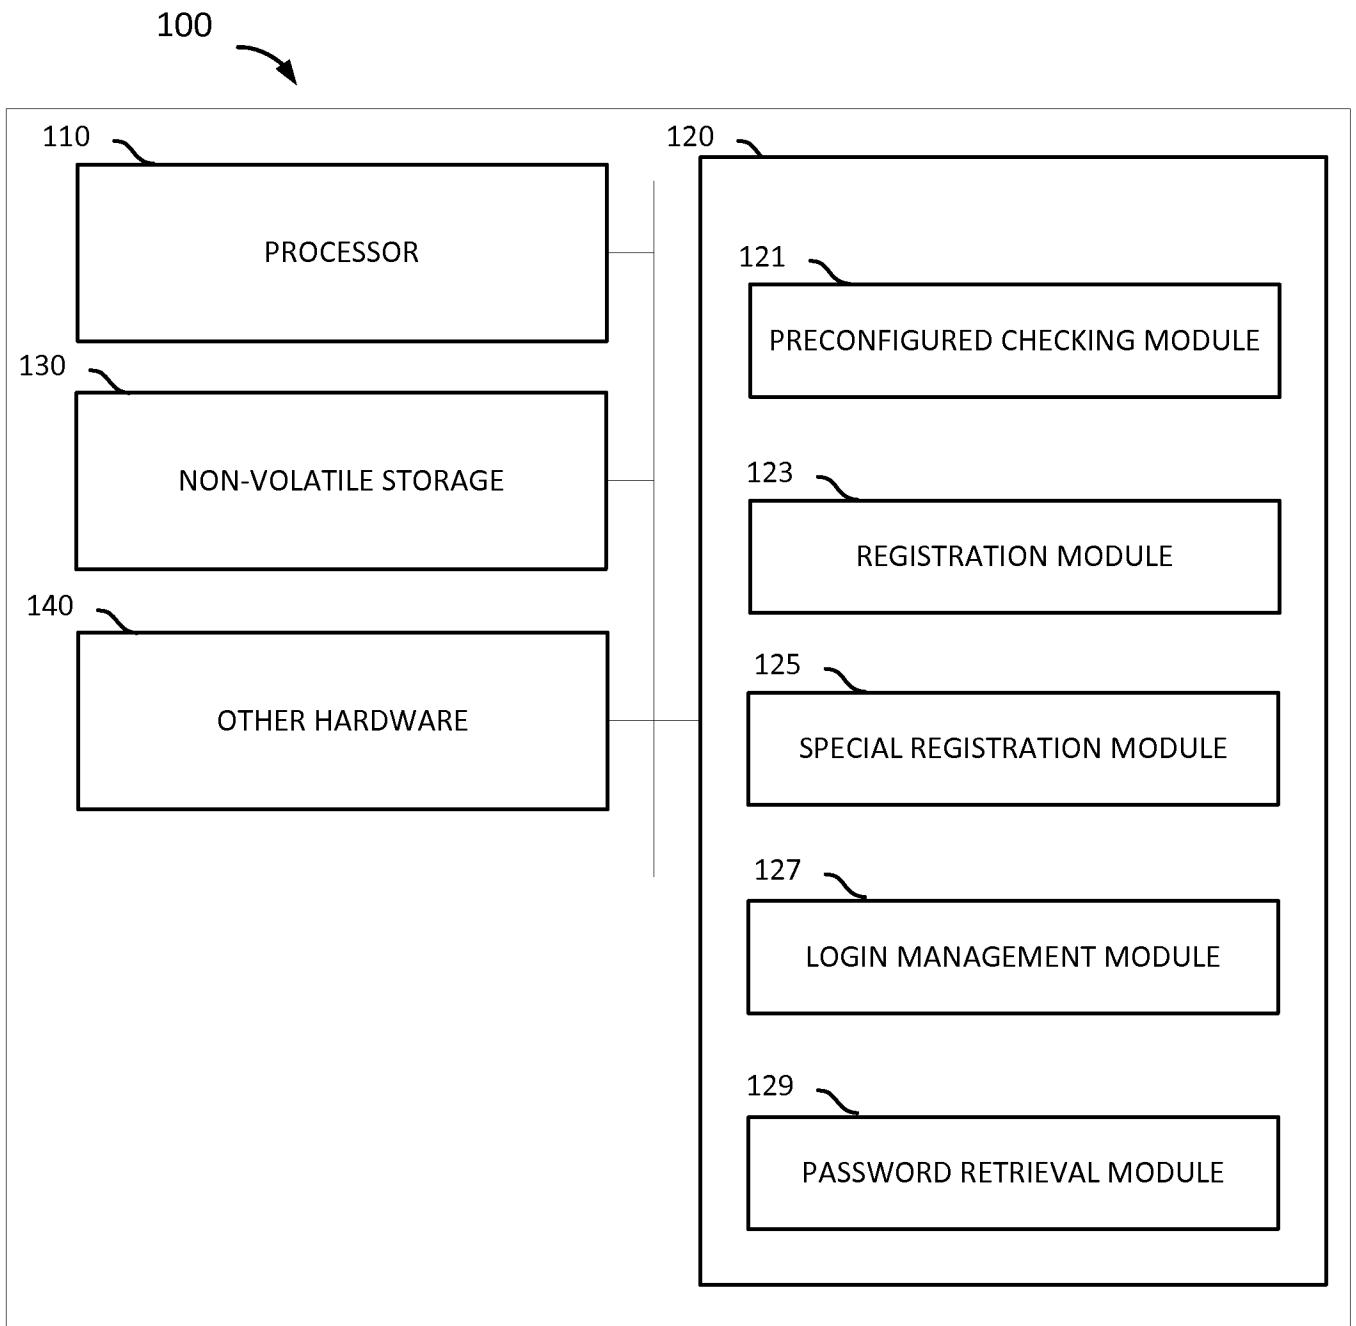 100
110
PROCESSOR
130
NON-VOLATILE STORAGE
140
OTHER HARDWARE
120
121
PRECONFIGURED CHECKING MODULE
123
REGISTRATION MODULE
125
SPECIAL REGISTRATION MODULE
127
LOGIN MANAGEMENT MODULE
129
PASSWORD RETRIEVAL MODULE